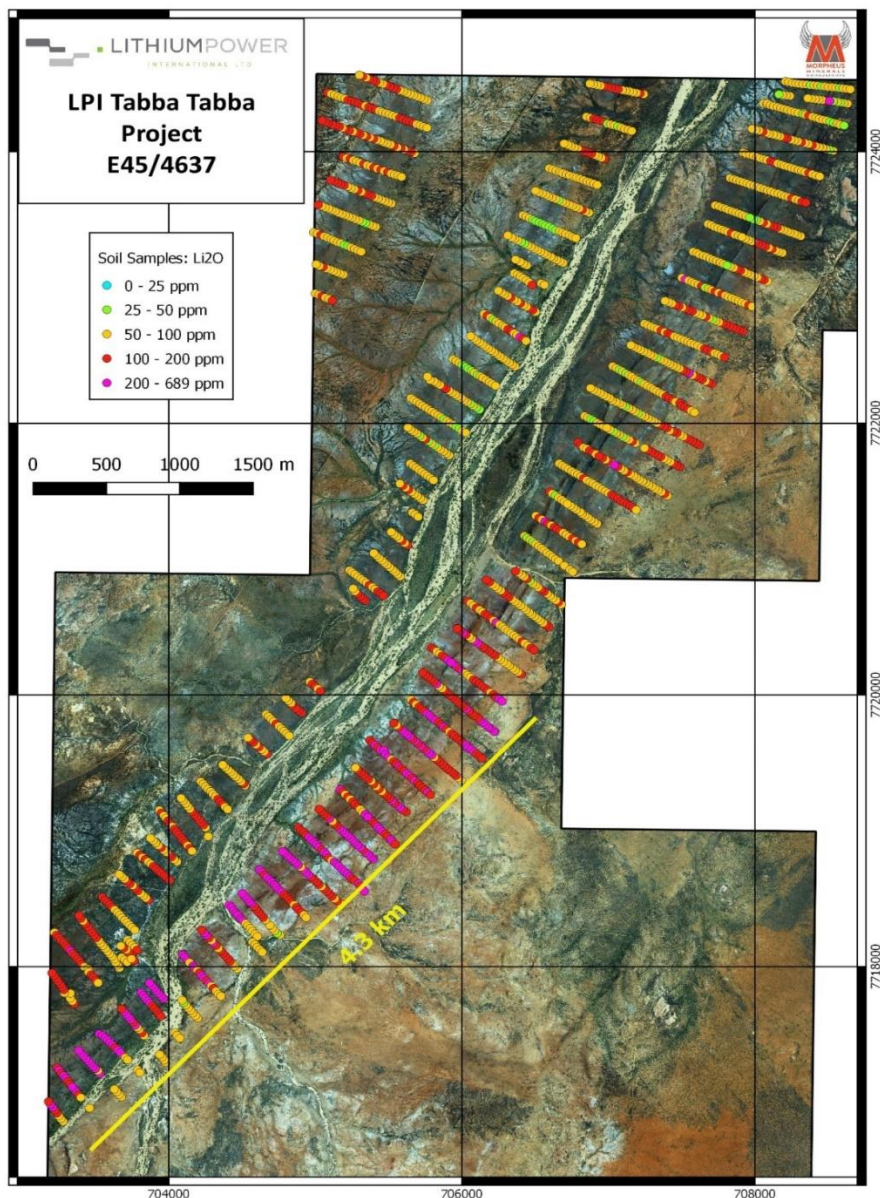 LITHIUMPOWER
INTERNATIONAL LTD
MORPHEUS
MINERALS
LPI Tabba Tabba
Project
E45/4637
7724000
Soil Samples: Li2O
0 - 25 ppm
25 - 50 ppm
50 - 100 ppm
100 - 200 ppm
200 - 689 ppm
7722000
0 500 1000 1500 m
7720000
4.3 km
7718000
704000 706000 708000